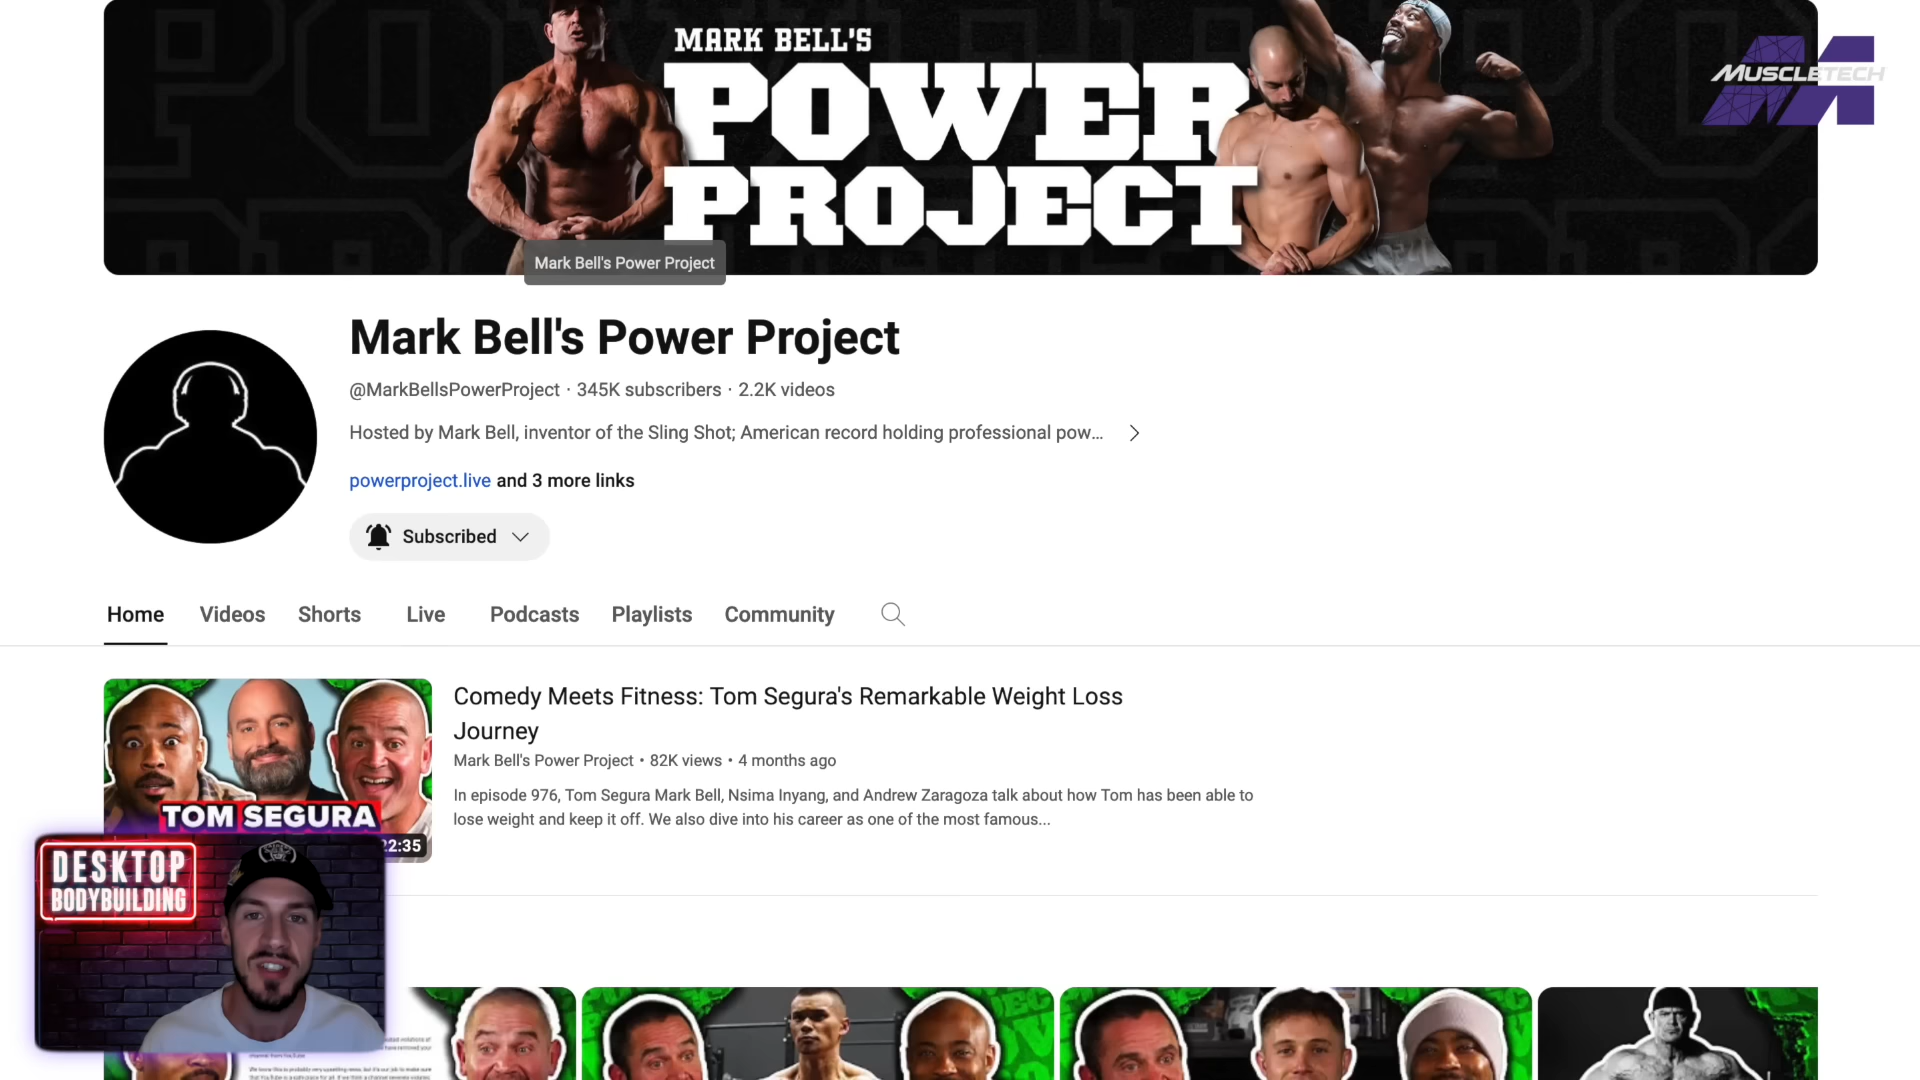 MARK BELL'S
POWER
PROJECT
MUSCLETECH
Mark Bell's Power Project
Mark Bell's Power Project
@MarkBellsPowerProject · 345K subscribers · 2.2K videos
Hosted by Mark Bell, inventor of the Sling Shot; American record holding professional pow...
powerproject.live and 3 more links
Subscribed
Home Videos Shorts Live Podcasts Playlists Community
Comedy Meets Fitness: Tom Segura's Remarkable Weight Loss
Journey
Mark Bell's Power Project • 82K views • 4 months ago
In episode 976, Tom Segura Mark Bell, Nsima Inyang, and Andrew Zaragoza talk about how Tom has been able to
lose weight and keep it off. We also dive into his career as one of the most famous...
TOM SEGURA
22:35
DESKTOP
BODYBUILDING